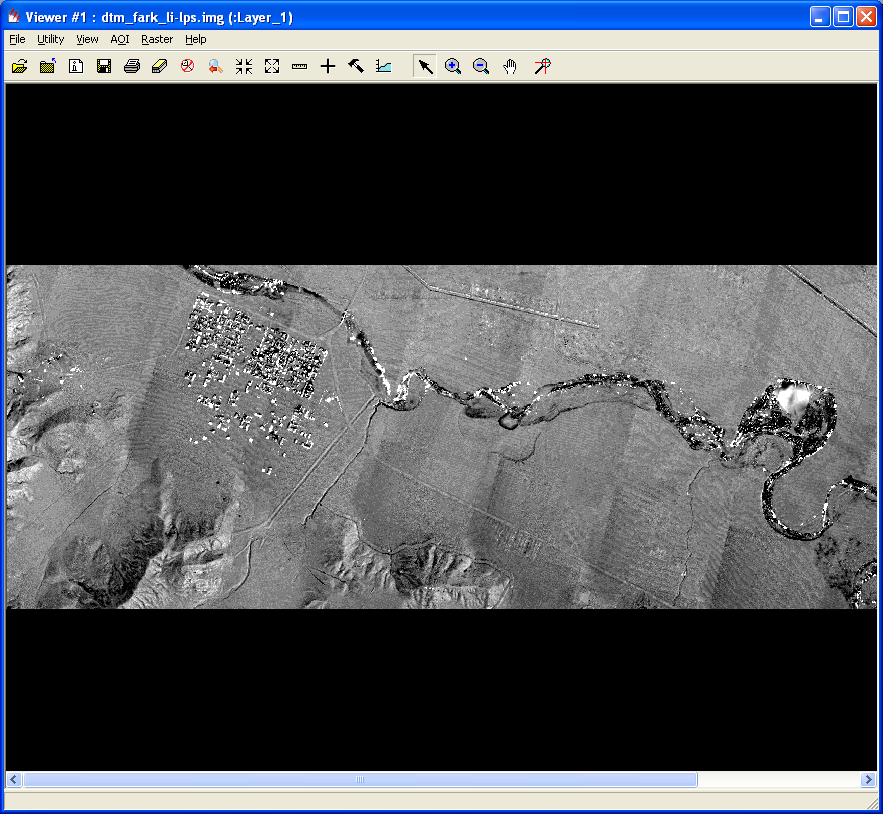 Viewer #1 : dtm_fark_li-lps.img (:Layer_1)
File Utility View AOI Raster Help